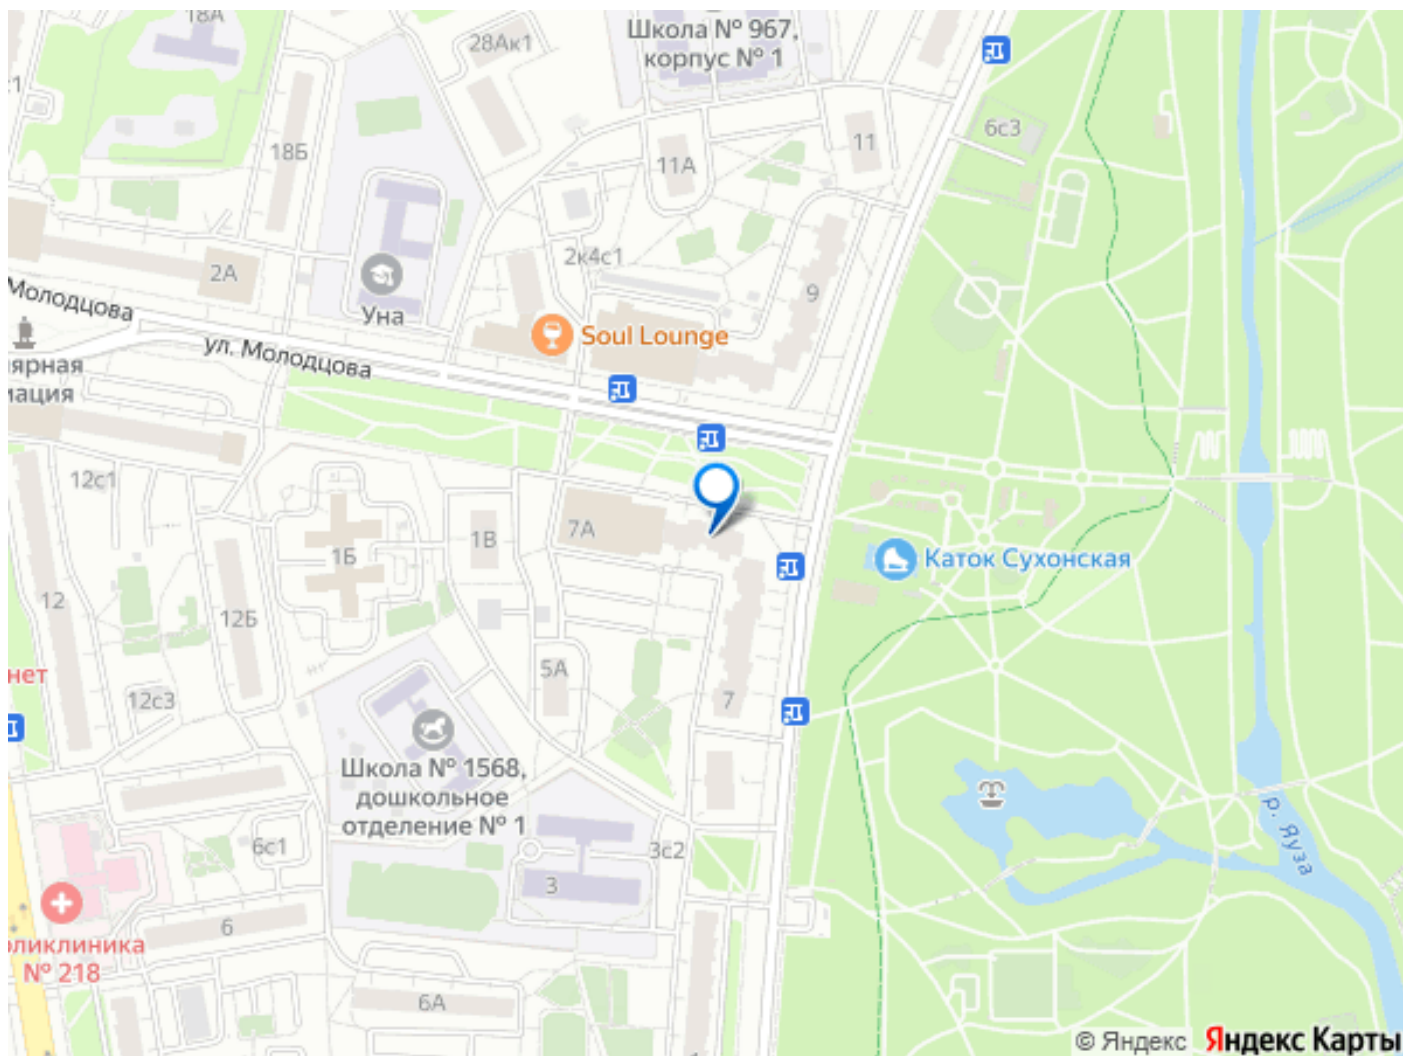 18А
28Ак1
Школа № 967,
корпус № 1
6с3
11
11А
18Б
2к4с1
2А
9
Молодцова
Уна
Soul Lounge
ул. Молодцова
12с1
7А
1В
1Б
Каток Сухонская
12
12Б
5А
7
12с3
Школа № 1568,
дошкольное
отделение № 1
р. Яуза
6с1
3с2
3
6
№ 218
6А
© Яндекс Яндекс Карты